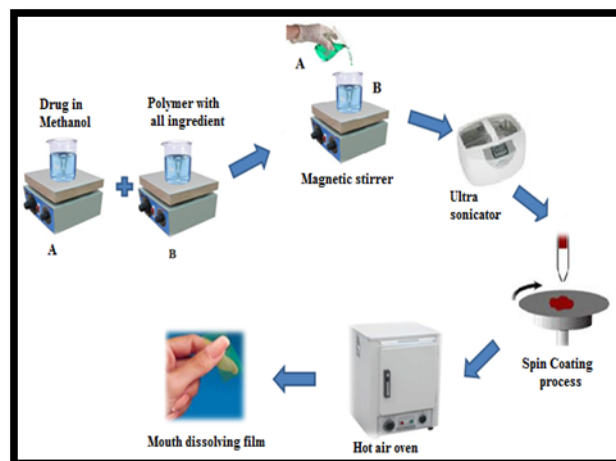 A
B
Drug in
Methanol
Polymer with
all ingredient
Magnetic stirrer
A
B
Ultra
sonicator
Spin Coating
process
Mouth dissolving film
Hot air oven